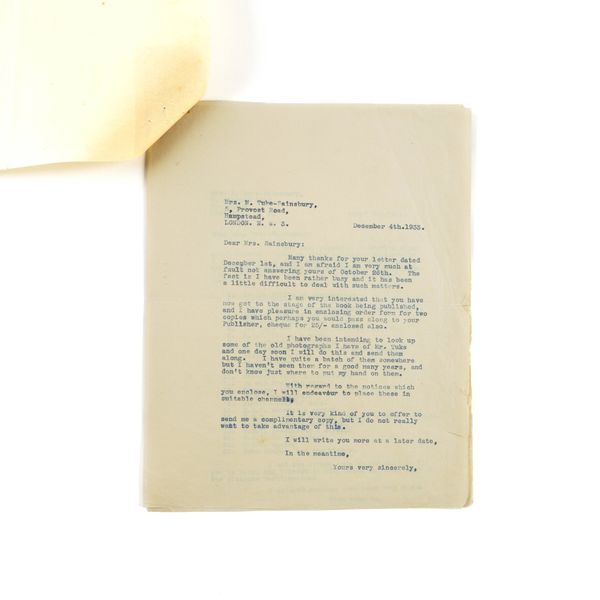 Mrs. M. Tuke-Sainsbury,
5, Provost Road,
Hampstead,
LONDON. N. W. 3.
December 4th.1933.
Dear Mrs. Sainsbury:
Many thanks for your letter dated
December 1st, and I am afraid I am very much at
fault not answering yours of October 26th. The
fact is I have been rather busy and it has been
a little difficult to deal with such matters.
I am very interested that you have
now got to the stage of the book being published,
and I have pleasure in enclosing order form for two
copies which perhaps you would pass along to your
Publisher, cheque for 25/- enclosed also.
I have been intending to look up
some of the old photographs I have of Mr. Tuke
and one day soon I will do this and send them
along. I have quite a batch of them somewhere
but I haven't seen them for a good many years, and
don't know just where to put my hand on them.
With regard to the notices which
you enclose, I will endeavour to place these in
suitable channels,
It is very kind of you to offer to
send me a complimentary copy, but I do not really
want to take advantage of this.
I will write you more at a later date,
In the meantime,
Yours very sincerely,